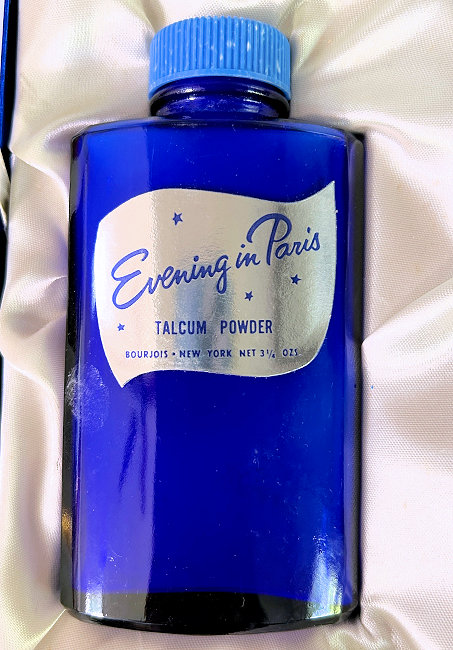 Evening in Paris
TALCUM POWDER
BOURJOIS • NEW YORK NET 3¼ OZS.